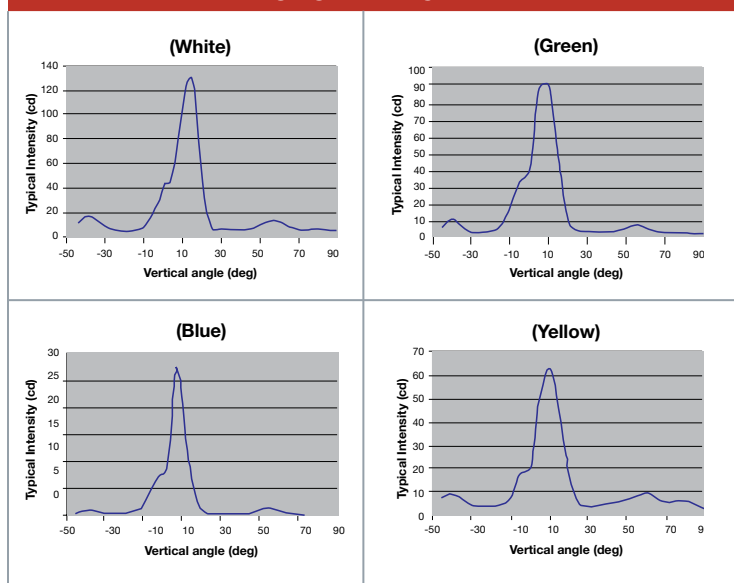 (White)
Typical Intensity (cd)
140
120
100
80
60
40
20
0
-50 -30 -10 10 30 50 70 90
Vertical angle (deg)
(Green)
Typical Intensity (cd)
100
90
80
70
60
50
40
30
20
10
0
-50 -30 -10 10 30 50 70 90
Vertical angle (deg)
(Blue)
Typical Intensity (cd)
30
25
20
15
10
5
0
-50 -30 -10 10 30 50 70 90
Vertical angle (deg)
(Yellow)
Typical Intensity (cd)
70
60
50
40
30
20
10
0
-50 -30 -10 10 30 50 70 9
Vertical angle (deg)